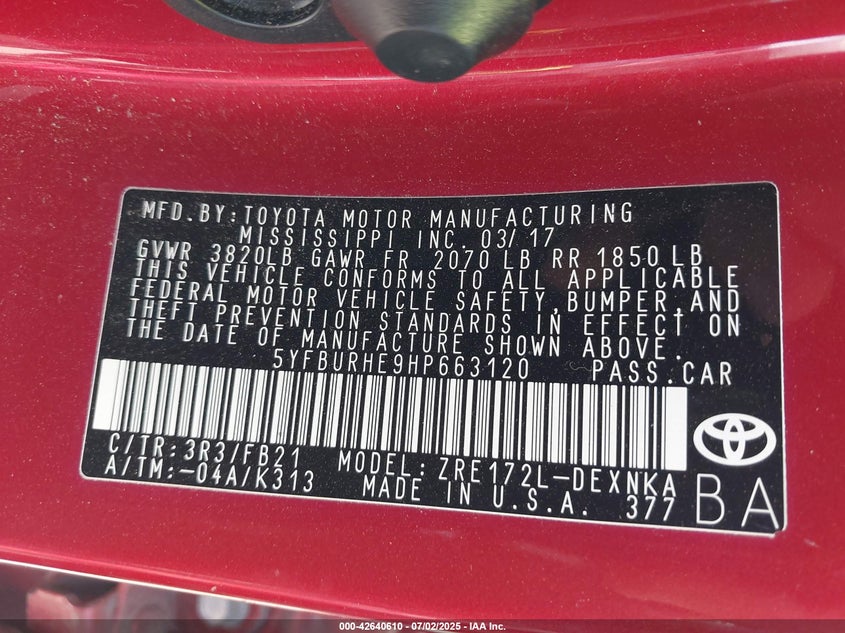 MFD.BY:TOYOTA MOTOR MANUFACTURING
MISSISSIPPI INC. 03/17
GVWR 3820LB GAWR FR 2070 LB RR 1850 LB
THIS VEHICLE CONFORMS TO ALL APPLICABLE
FEDERAL MOTOR VEHICLE SAFETY,BUMPER,AND
THEFT PREVENTION STANDARDS IN EFFECT ON
THE DATE OF MANUFACTURE SHOWN ABOVE.
5YFBURHE9HP663120 PASS.CAR
C/TR:3R3/FB21 MODEL:ZRE172L-DEXNKA
A/TM:-04A/K313 MADE IN U.S.A. 377
BA
000-42640610 - 07/02/2025 - IAA Inc.